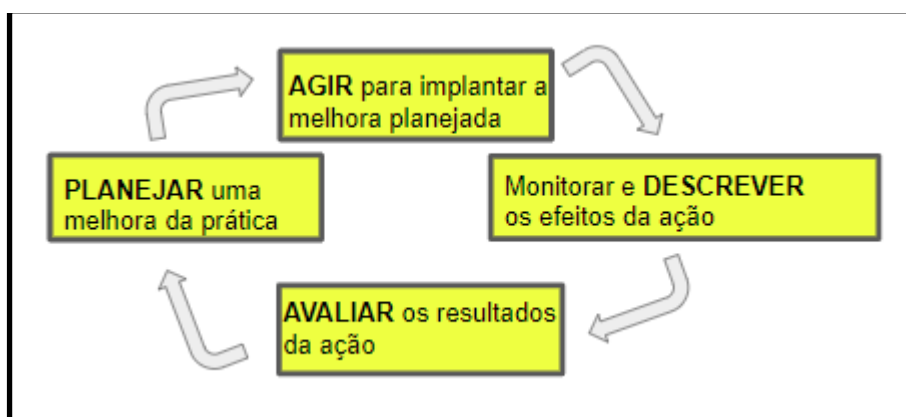 AGIR para implantar a
melhora planejada
PLANEJAR uma
melhora da prática
Monitorar e DESCREVER
os efeitos da ação
AVALIAR os resultados
da ação